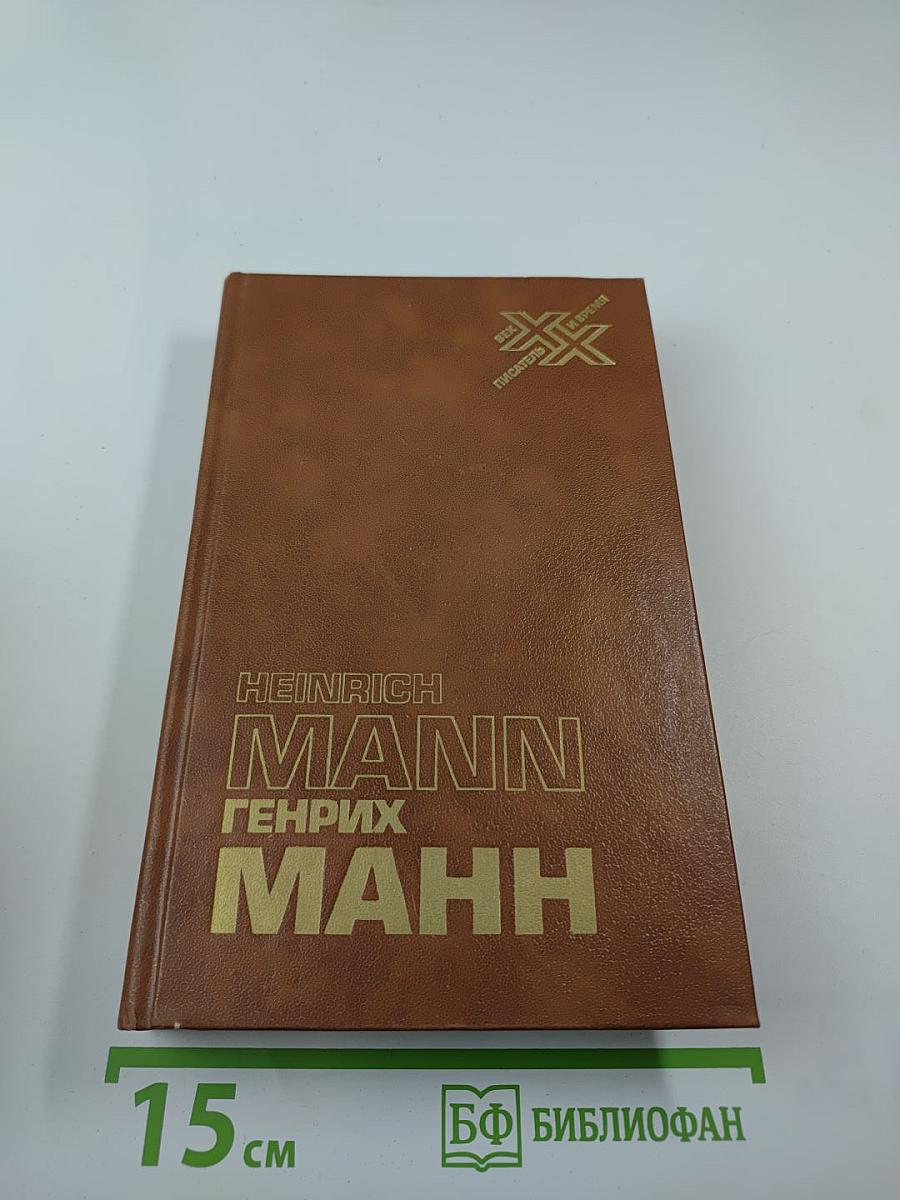 ВЕК XX
ПИСАТЕЛЬ И ВРЕМЯ
HEINRICH
MANN
ГЕНРИХ
МАНН
15 см
БФ БИБЛИОФАН